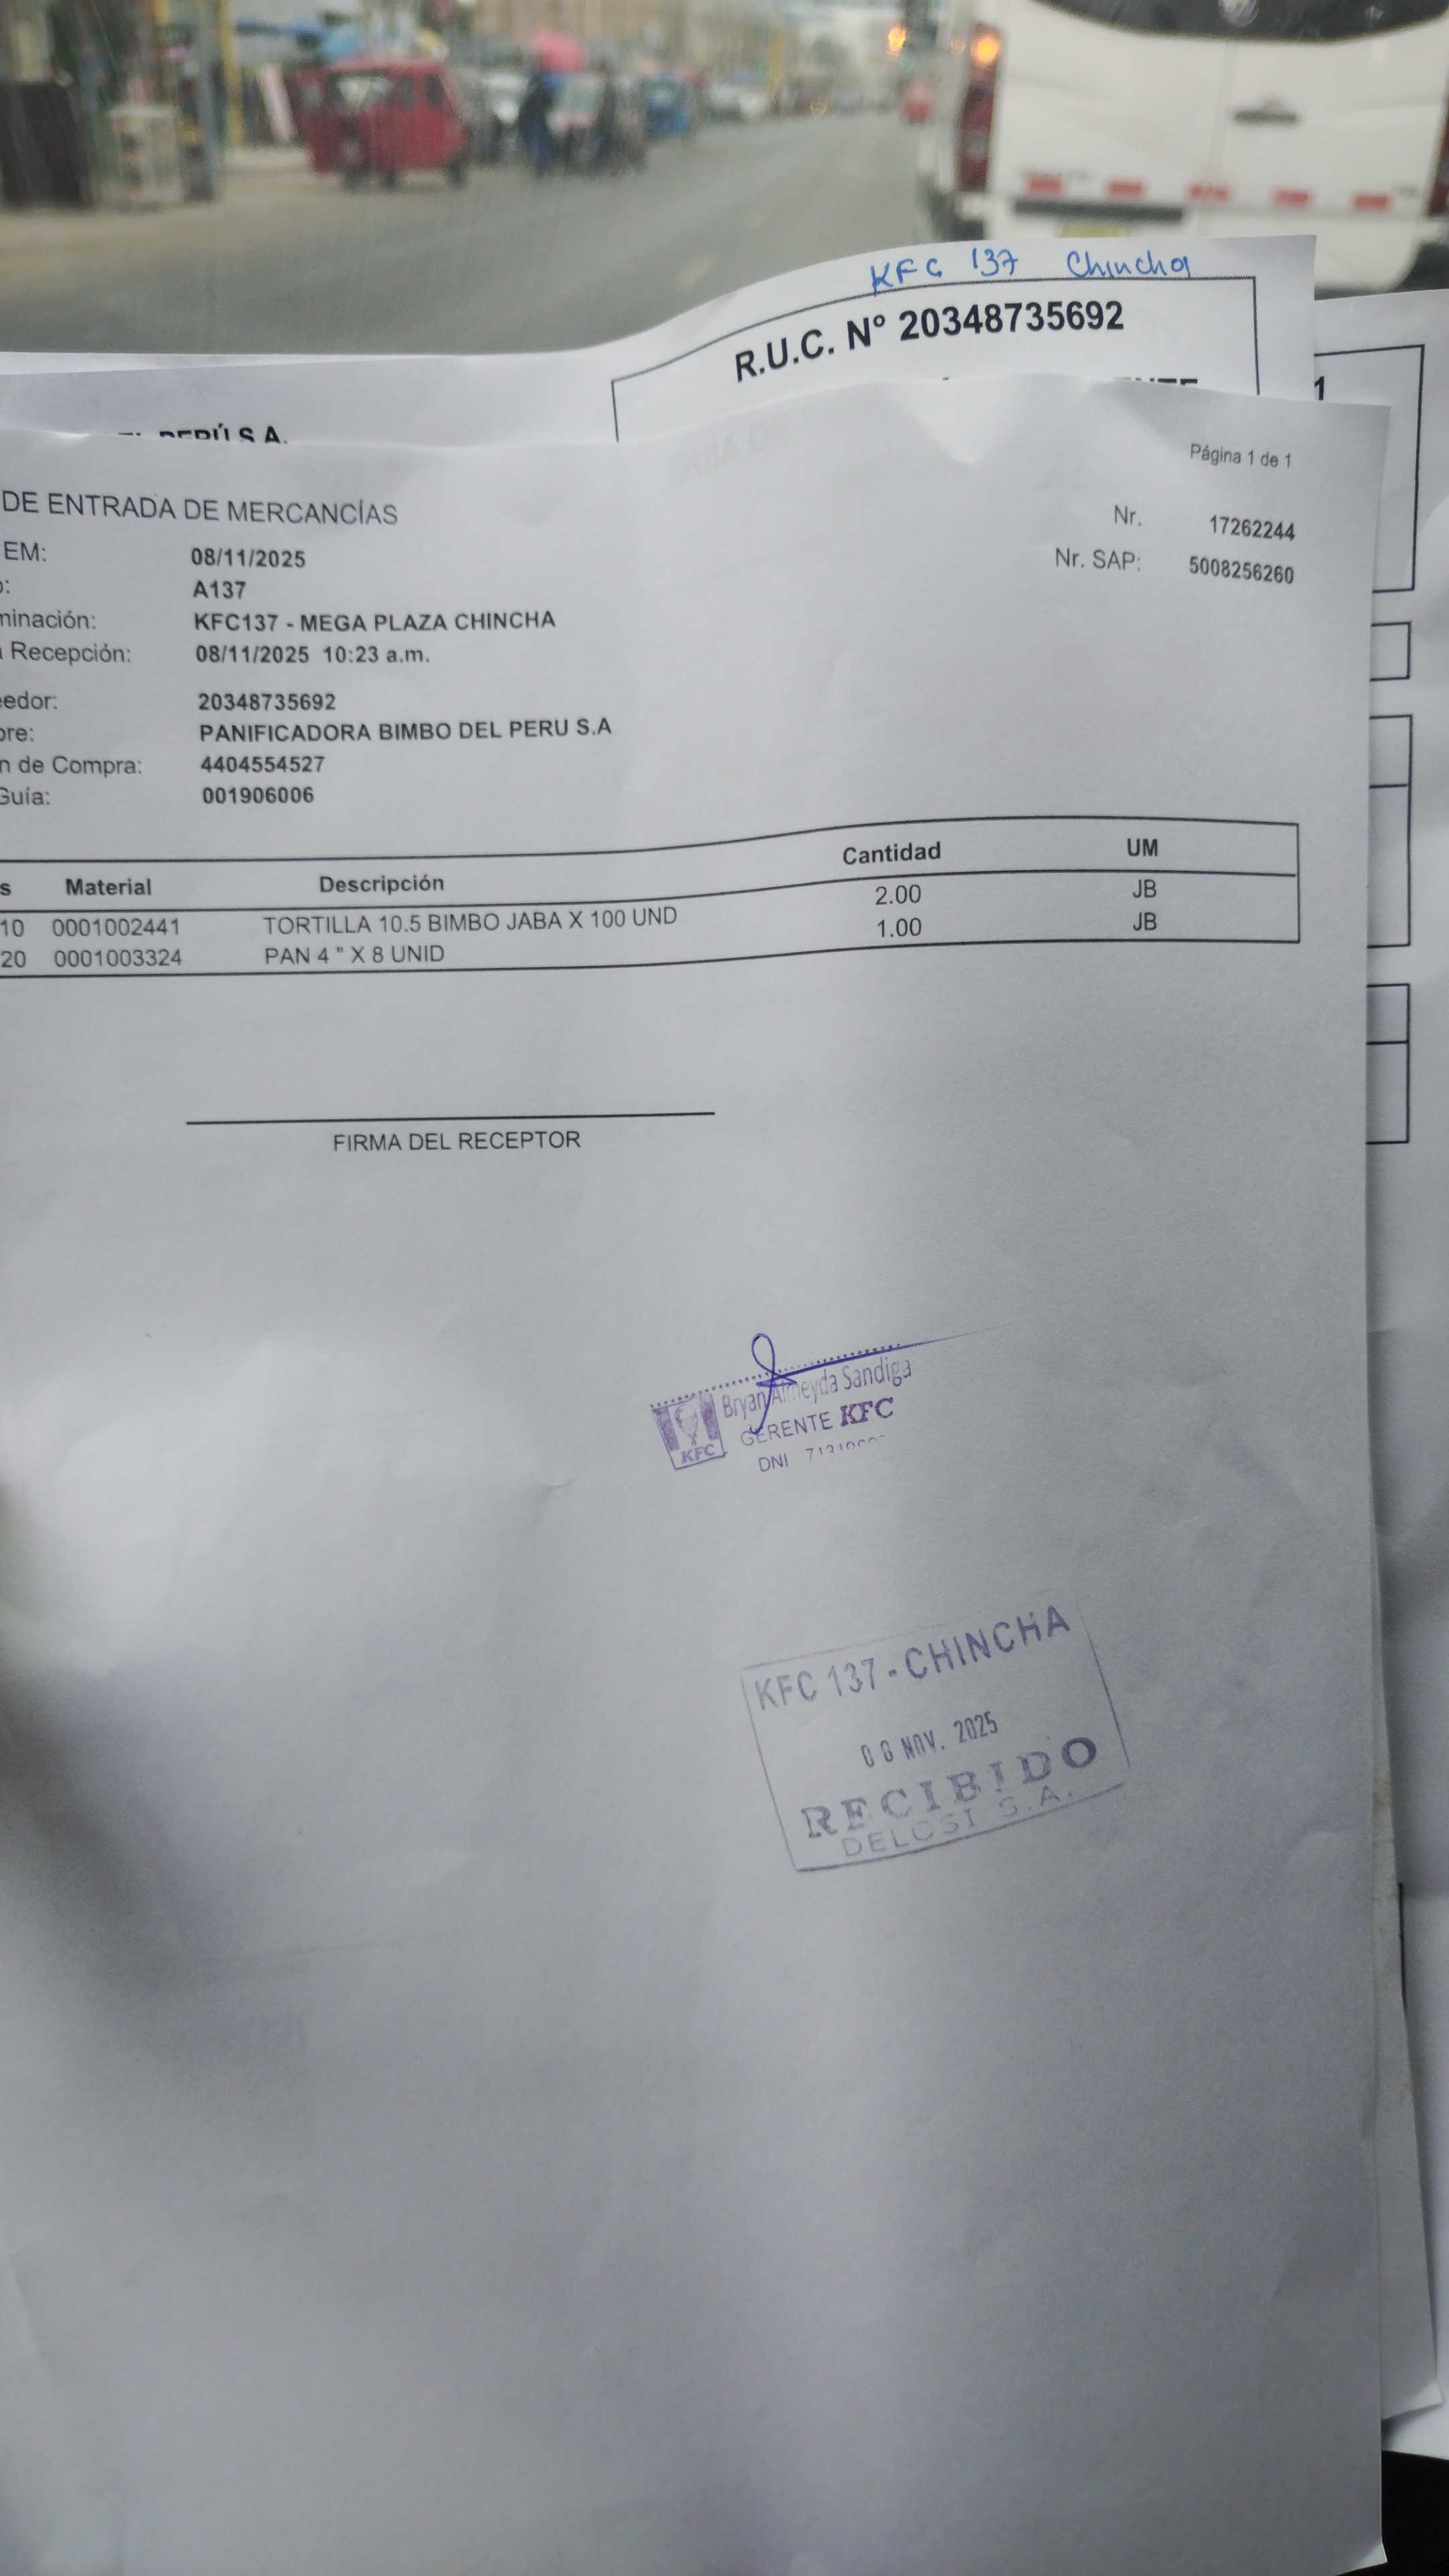 KFC 137 Chincha
R.U.C. N° 20348735692
PERÚ S.A.
1
Página 1 de 1
DE ENTRADA DE MERCANCÍAS
Nr. 17262244
EM: 08/11/2025
Nr. SAP: 5008256260
o: A137
minación: KFC137 - MEGA PLAZA CHINCHA
Recepción: 08/11/2025 10:23 a.m.
eedor: 20348735692
bre: PANIFICADORA BIMBO DEL PERU S.A
n de Compra: 4404554527
Guía: 001906006
s Material Descripción Cantidad UM
10 0001002441 TORTILLA 10.5 BIMBO JABA X 100 UND 2.00 JB
20 0001003324 PAN 4 " X 8 UNID 1.00 JB
FIRMA DEL RECEPTOR
Bryan Almeyda Sandiga
GERENTE KFC
KFC
DNI
KFC 137 - CHINCHA
08 NOV. 2025
RECIBIDO
DELOSI S.A.